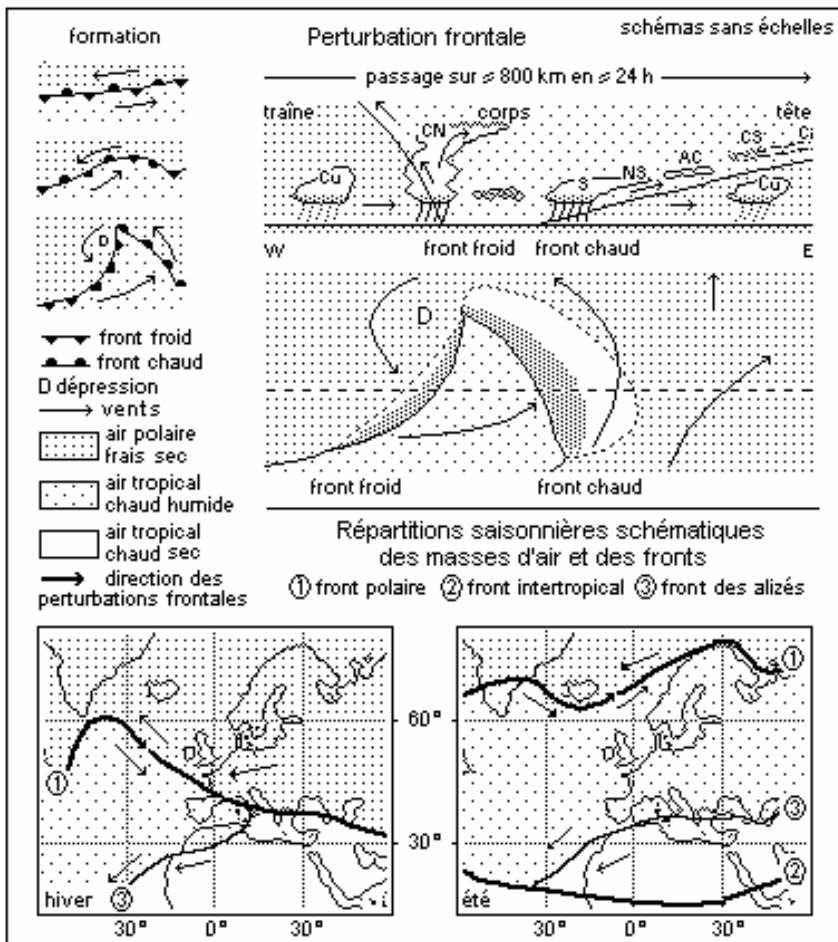 formation
Perturbation frontale
schémas sans échelles
passage sur ≤ 800 km en ≤ 24 h
traîne
corps
tête
CN
CS
Ci
Cu
S
NS
AC
Cu
front froid
front chaud
W
E
D
D
front froid
front chaud
D dépression
vents
air polaire
frais sec
air tropical
chaud humide
air tropical
chaud sec
direction des
perturbations frontales
front froid
front chaud
Répartitions saisonnières schématiques
des masses d'air et des fronts
① front polaire ② front intertropical ③ front des alizés
①
③
hiver
30°
0°
30°
60°
30°
①
③
②
été
30°
0°
30°